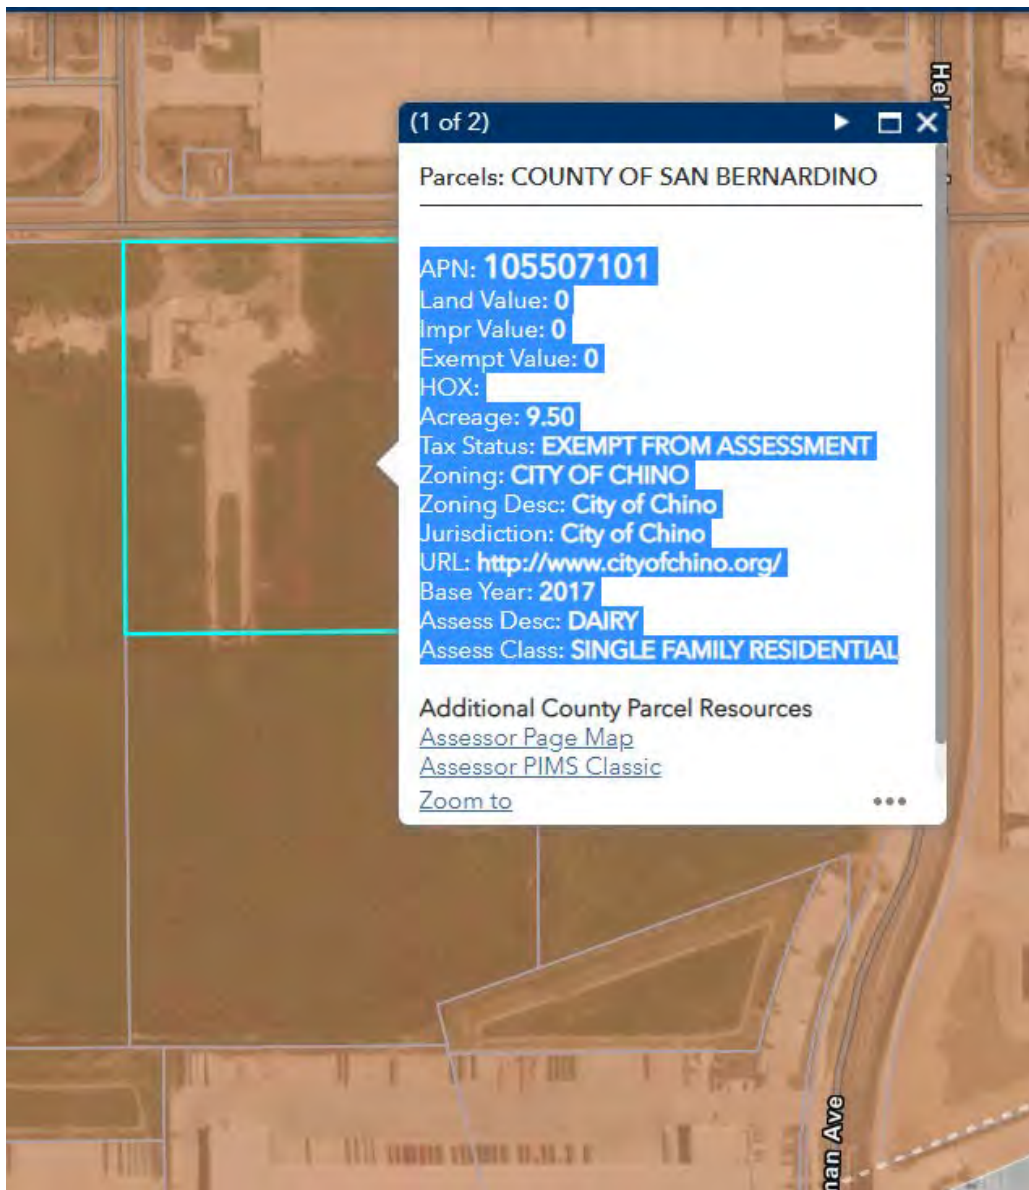 (1 of 2)
Parcels: COUNTY OF SAN BERNARDINO
APN: 105507101
Land Value: 0
Impr Value: 0
Exempt Value: 0
HOX:
Acreage: 9.50
Tax Status: EXEMPT FROM ASSESSMENT
Zoning: CITY OF CHINO
Zoning Desc: City of Chino
Jurisdiction: City of Chino
URL: http://www.cityofchino.org/
Base Year: 2017
Assess Desc: DAIRY
Assess Class: SINGLE FAMILY RESIDENTIAL
Additional County Parcel Resources
Assessor Page Map
Assessor PIMS Classic
Zoom to
Hel
man Ave